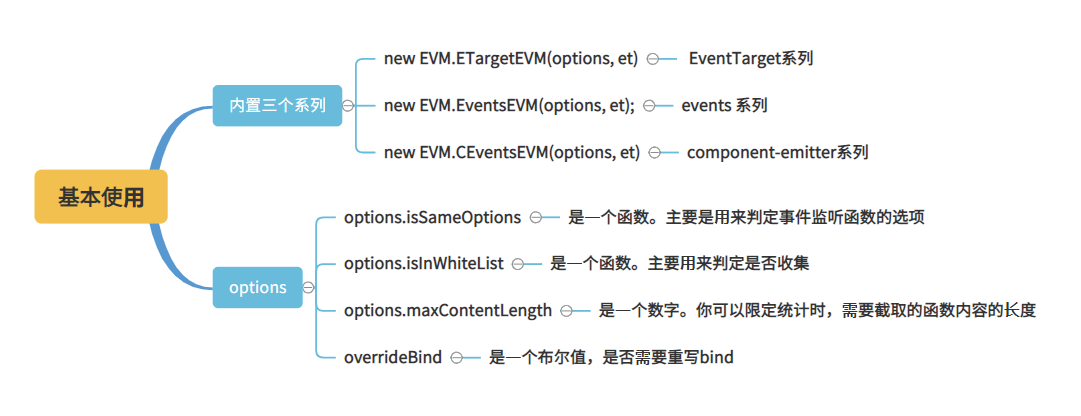 基本使用
内置三个系列
new EVM.ETargetEVM(options, et)
EventTarget系列
new EVM.EventsEVM(options, et);
events 系列
new EVM.CEventsEVM(options, et)
component-emitter系列
options
options.isSameOptions
是一个函数。主要是用来判定事件监听函数的选项
options.isInWhiteList
是一个函数。主要用来判定是否收集
options.maxContentLength
是一个数字。你可以限定统计时，需要截取的函数内容的长度
overrideBind
是一个布尔值，是否需要重写bind